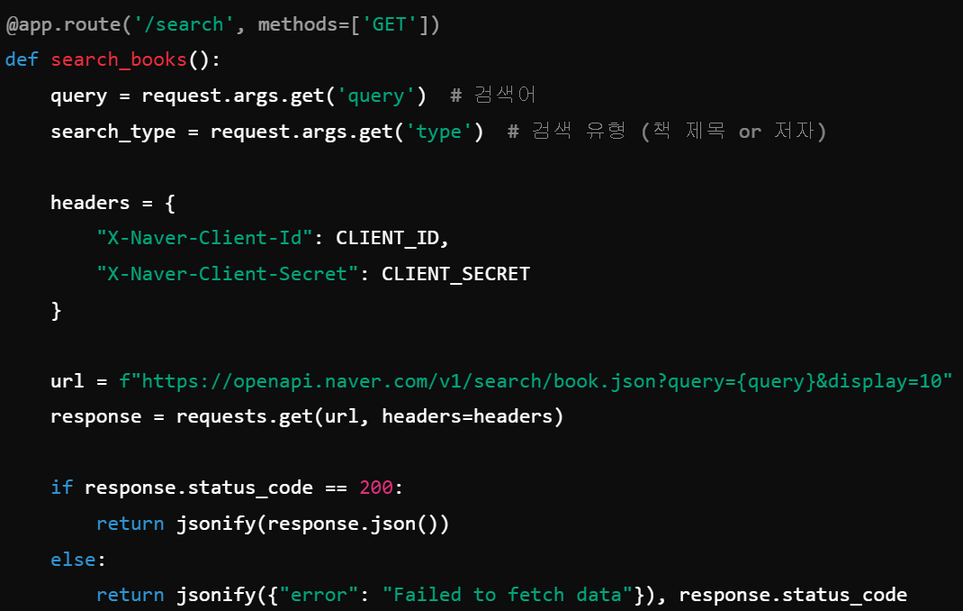 @app.route('/search', methods=['GET'])
def search_books():
    query = request.args.get('query')  # 검색어
    search_type = request.args.get('type')  # 검색 유형 (책 제목 or 저자)
    headers = {
        "X-Naver-Client-Id": CLIENT_ID,
        "X-Naver-Client-Secret": CLIENT_SECRET
    }
    url = f"https://openapi.naver.com/v1/search/book.json?query={query}&display=10"
    response = requests.get(url, headers=headers)
    if response.status_code == 200:
        return jsonify(response.json())
    else:
        return jsonify({"error": "Failed to fetch data"}), response.status_code